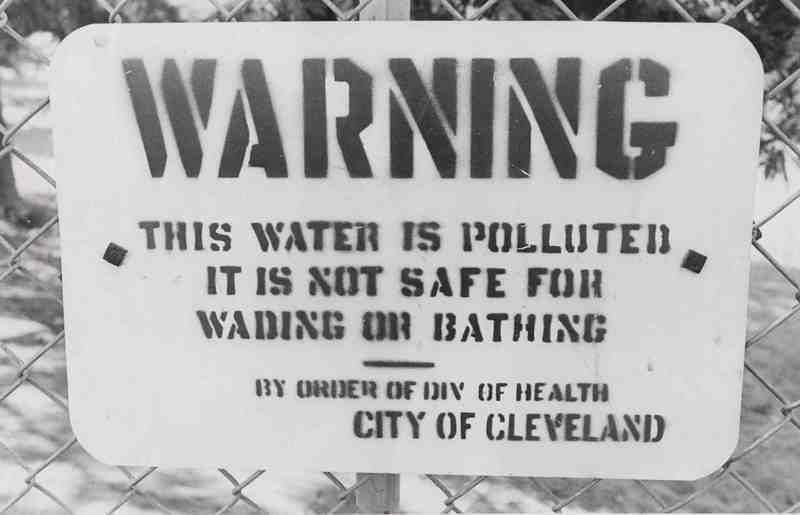 WARNING
THIS WATER IS POLLUTED
IT IS NOT SAFE FOR
WADING OR BATHING
BY ORDER OF DIV OF HEALTH
CITY OF CLEVELAND